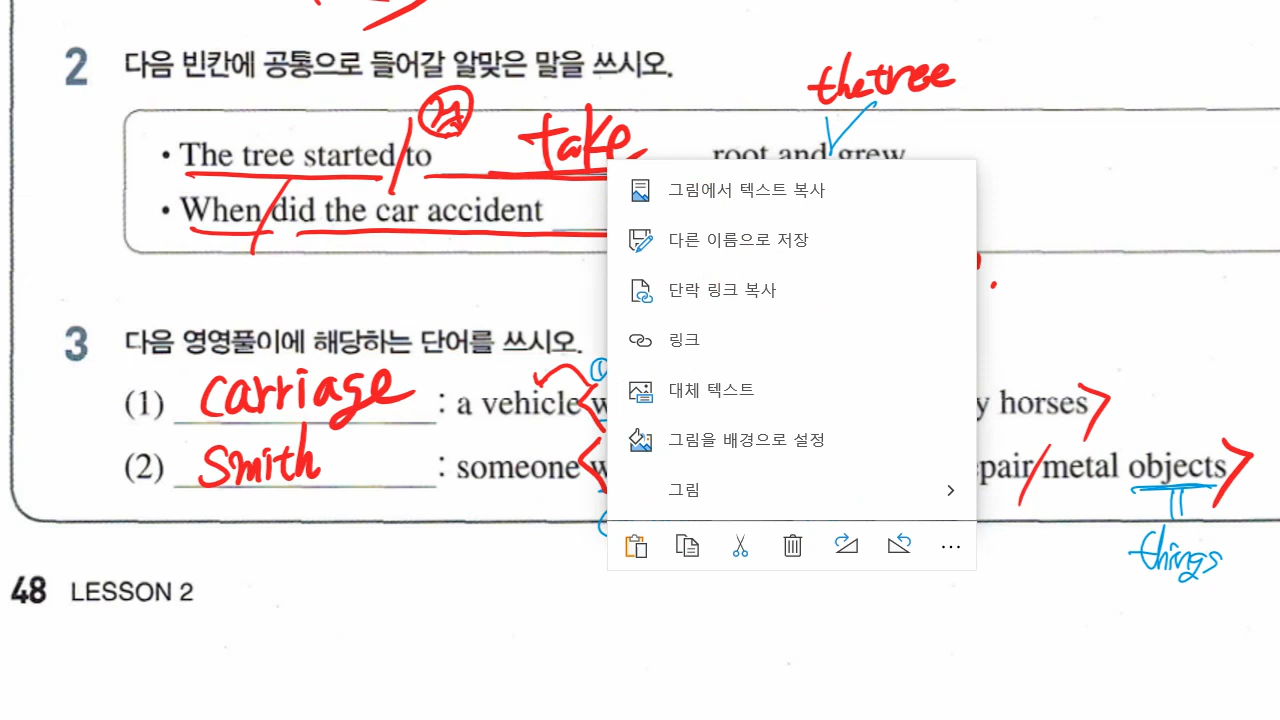 2 다음 빈칸에 공통으로 들어갈 알맞은 말을 쓰시오.
the tree
• The tree started to take root and grew
• When did the car accident
3 다음 영영풀이에 해당하는 단어를 쓰시오.
(1) carriage : a vehicle w y horses
(2) Smith : someone w pair metal objects
things
48 LESSON 2
그림에서 텍스트 복사
다른 이름으로 저장
단락 링크 복사
링크
대체 텍스트
그림을 배경으로 설정
그림